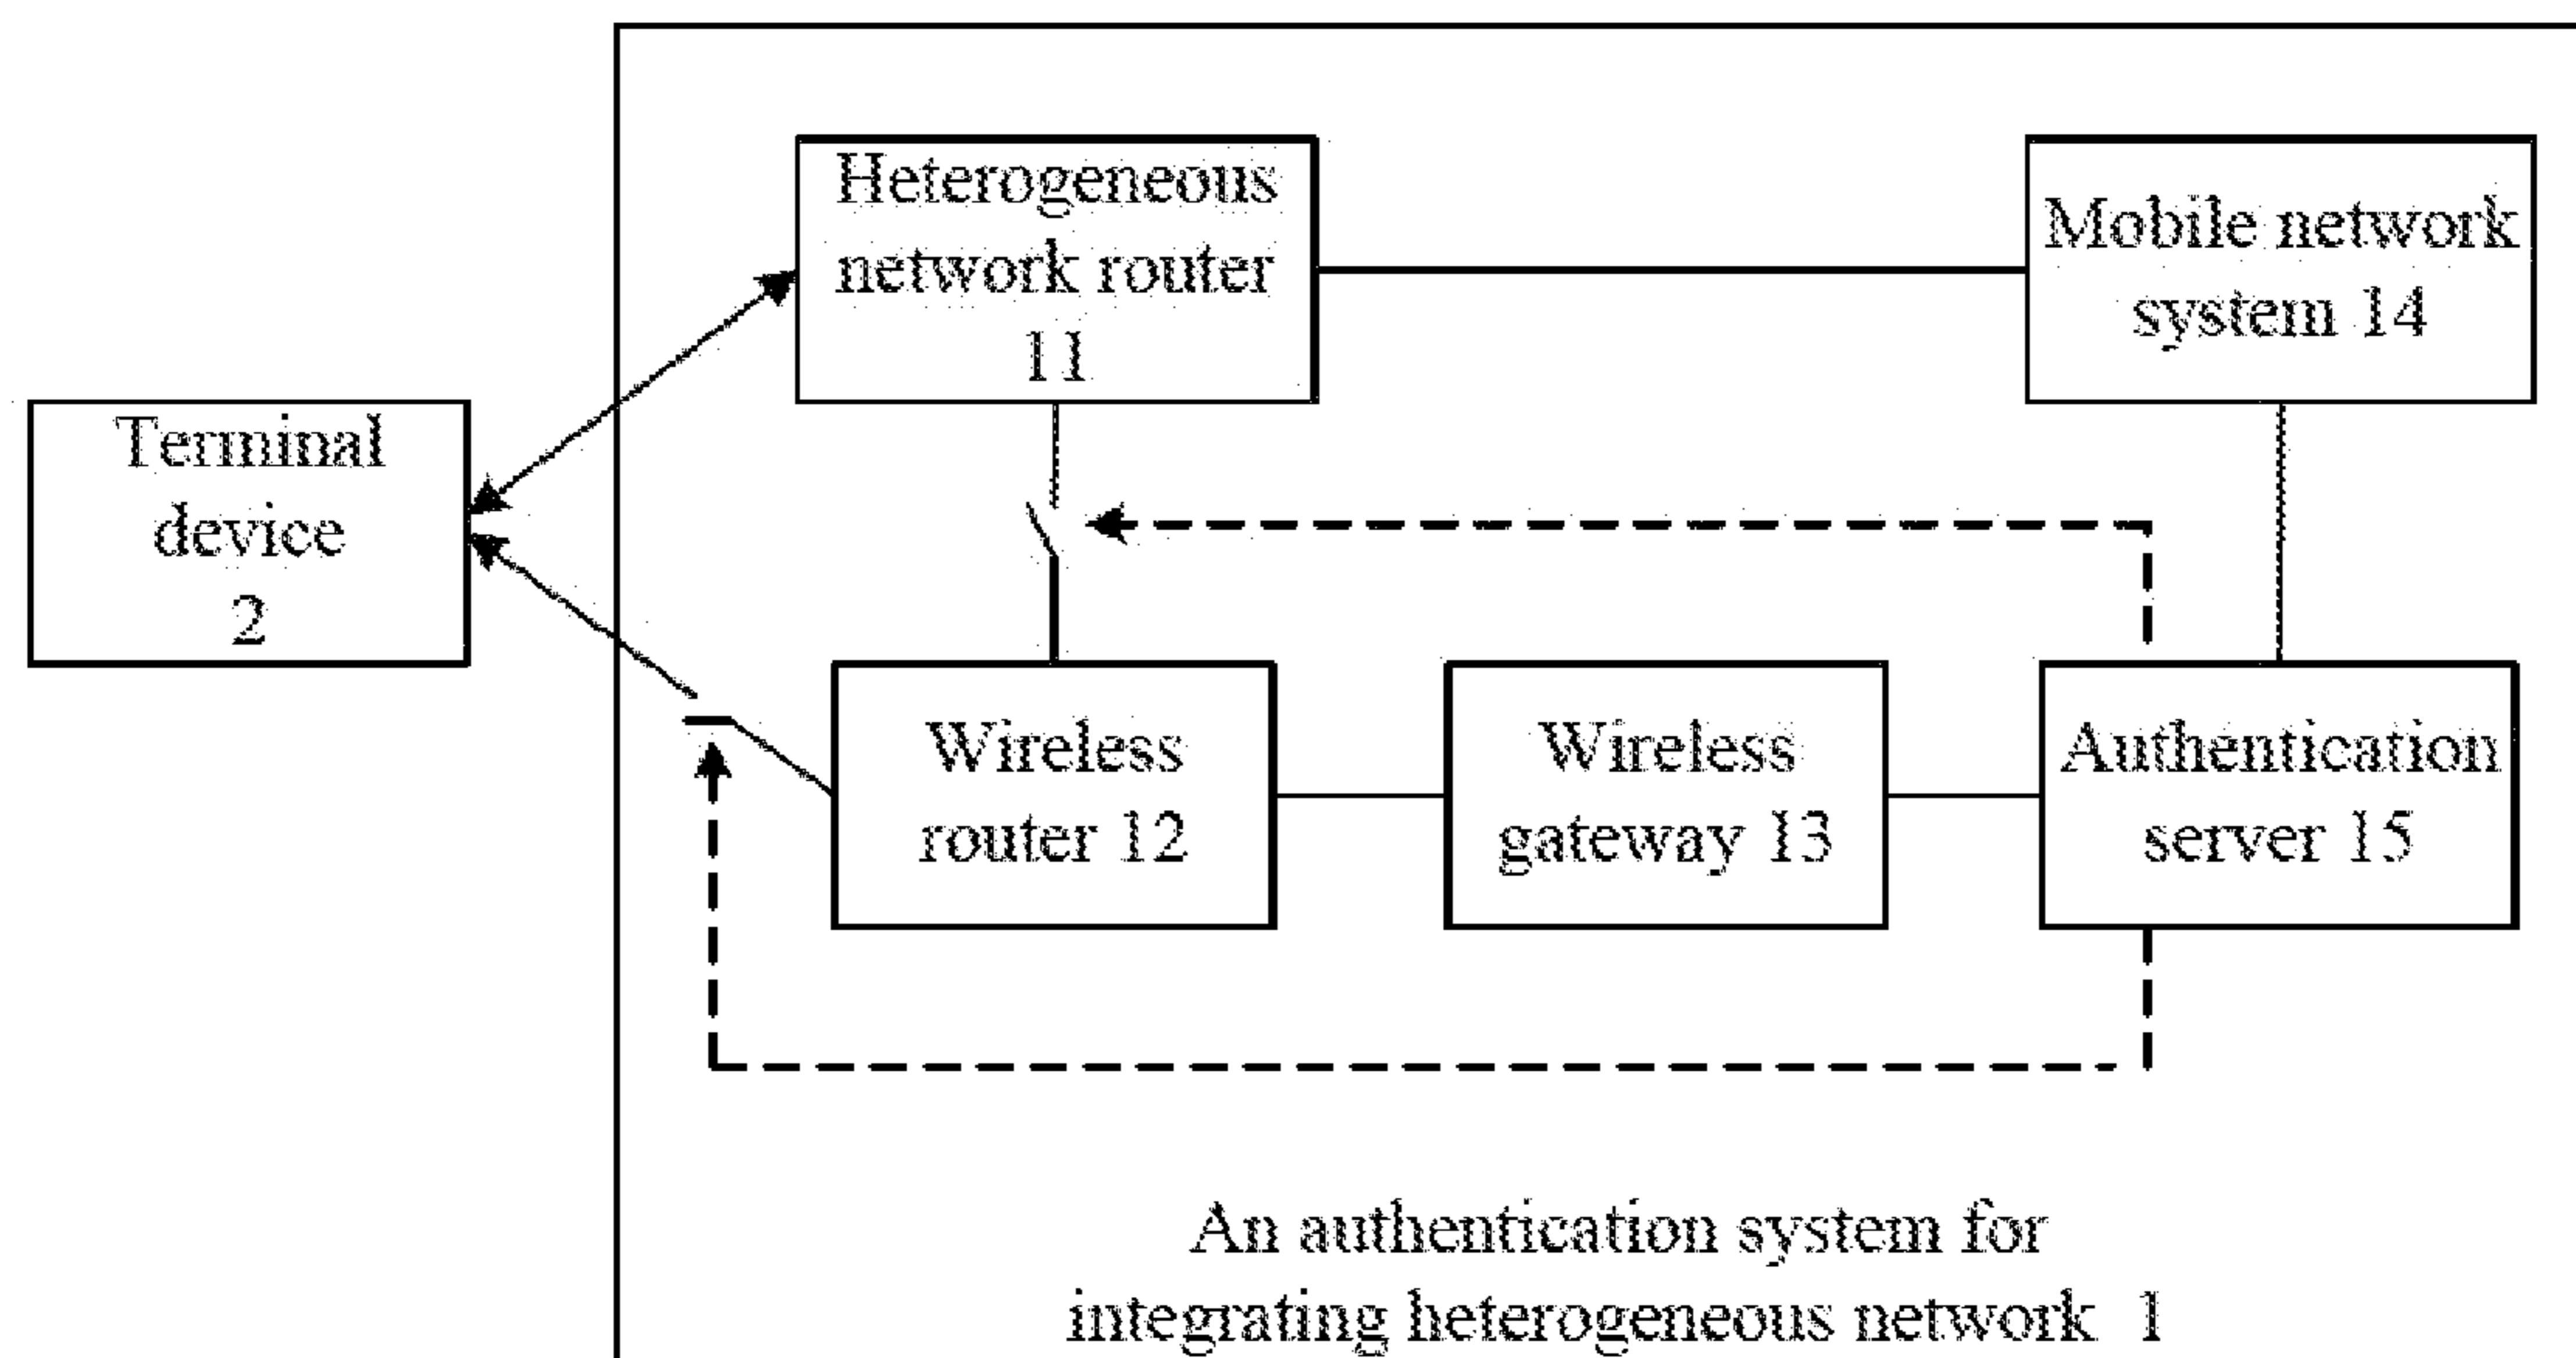 Heterogeneous
network router
11
Mobile network
system 14
Terminal
device
2
Wireless
router 12
Wireless
gateway 13
Authentication
server 15
An authentication system for
integrating heterogeneous network 1